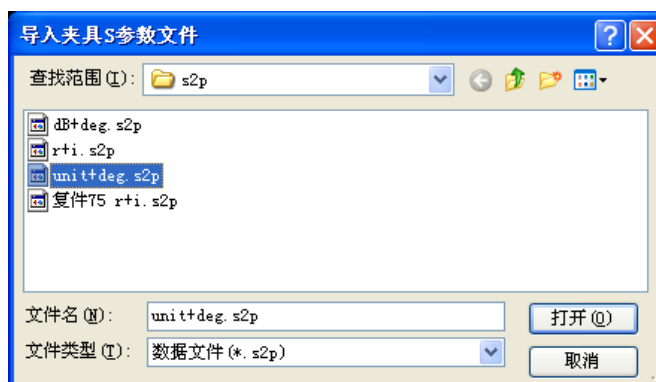 导入夹具S参数文件
查找范围(I): s2p
dB+deg.s2p
r+i.s2p
unit+deg.s2p
复件75 r+i.s2p
文件名(N): unit+deg.s2p 打开(O)
文件类型(T): 数据文件(*.s2p) 取消